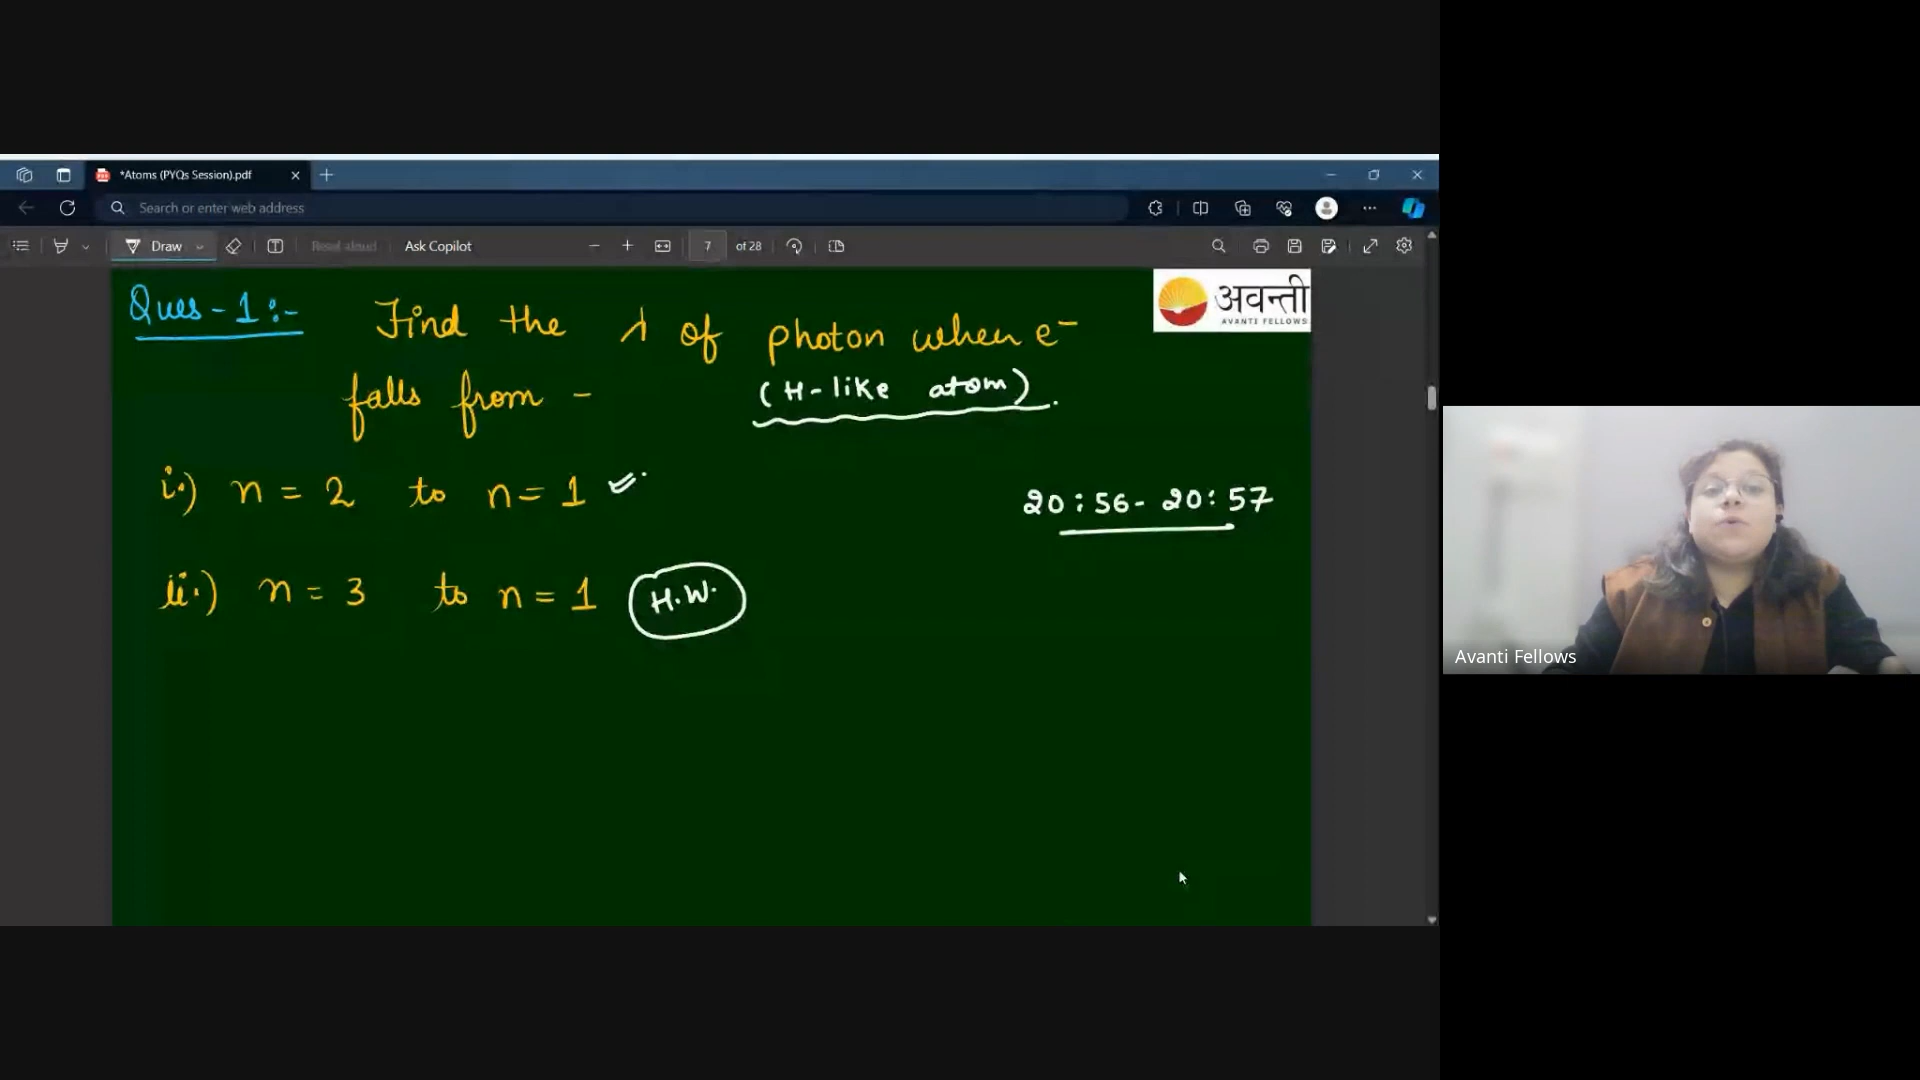 *Atoms (PYQs Session).pdf
Search or enter web address
Draw
Read aloud
Ask Copilot
7 of 28
Ques - 1 :-
Find the λ of photon when e⁻
falls from -
(H-like atom).
अवन्ती
AVANTI FELLOWS
i.) n = 2 to n = 1
20:56 - 20:57
ii.) n = 3 to n = 1 H.W.
Avanti Fellows